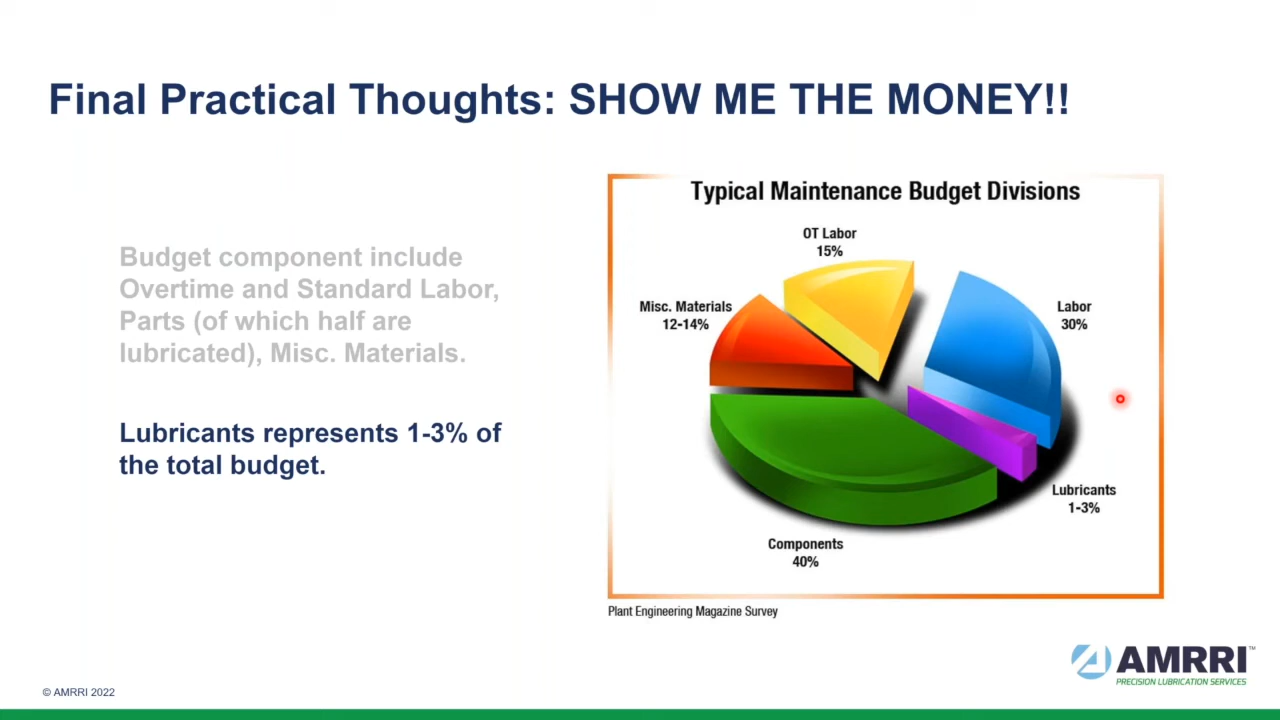 Final Practical Thoughts: SHOW ME THE MONEY!!
Budget component include
Overtime and Standard Labor,
Parts (of which half are
lubricated), Misc. Materials.
Lubricants represents 1-3% of
the total budget.
Typical Maintenance Budget Divisions
OT Labor
15%
Misc. Materials
12-14%
Labor
30%
Lubricants
1-3%
Components
40%
Plant Engineering Magazine Survey
AMRRI™
PRECISION LUBRICATION SERVICES
© AMRRI 2022